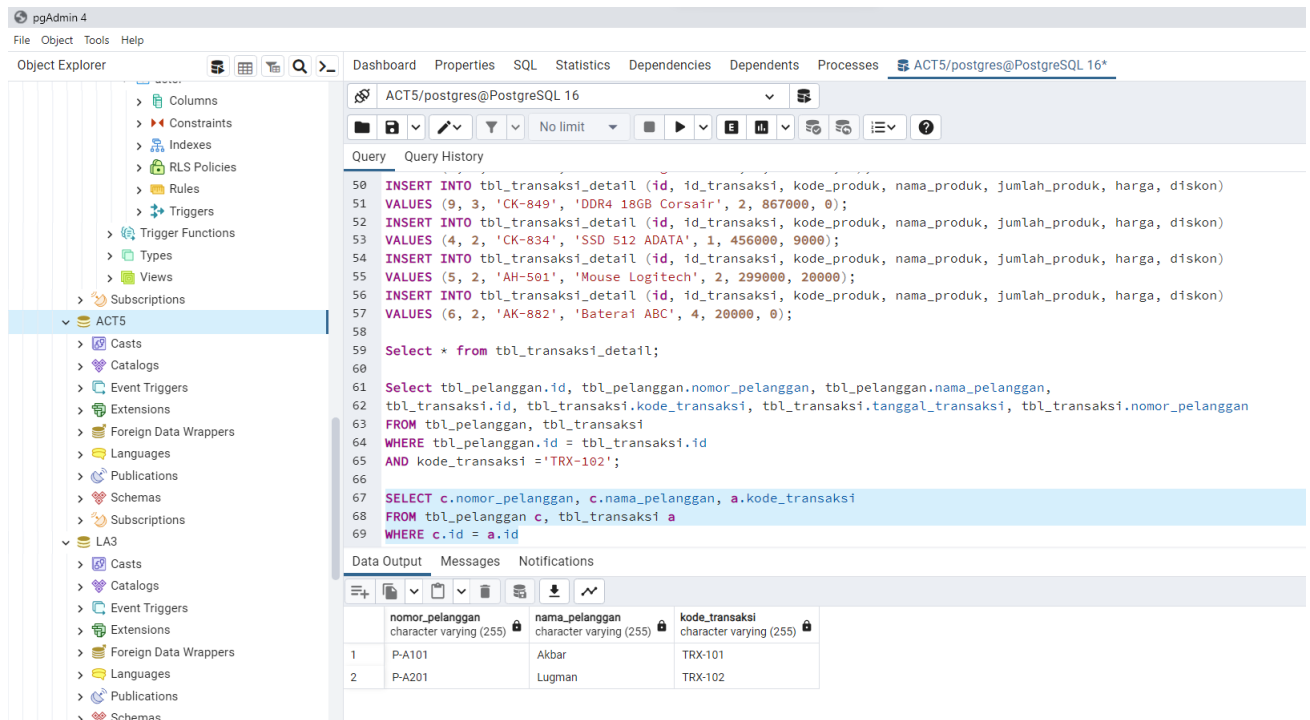 pgAdmin 4
File Object Tools Help
Object Explorer
Dashboard Properties SQL Statistics Dependencies Dependents Processes ACT5/postgres@PostgreSQL 16*
Columns
Constraints
Indexes
RLS Policies
Rules
Triggers
Trigger Functions
Types
Views
Subscriptions
ACT5
Casts
Catalogs
Event Triggers
Extensions
Foreign Data Wrappers
Languages
Publications
Schemas
Subscriptions
LA3
Casts
Catalogs
Event Triggers
Extensions
Foreign Data Wrappers
Languages
Publications
Schemas
ACT5/postgres@PostgreSQL 16
No limit
E
Query Query History
50 INSERT INTO tbl_transaksi_detail (id, id_transaksi, kode_produk, nama_produk, jumlah_produk, harga, diskon)
51 VALUES (9, 3, 'CK-849', 'DDR4 18GB Corsair', 2, 867000, 0);
52 INSERT INTO tbl_transaksi_detail (id, id_transaksi, kode_produk, nama_produk, jumlah_produk, harga, diskon)
53 VALUES (4, 2, 'CK-834', 'SSD 512 ADATA', 1, 456000, 9000);
54 INSERT INTO tbl_transaksi_detail (id, id_transaksi, kode_produk, nama_produk, jumlah_produk, harga, diskon)
55 VALUES (5, 2, 'AH-501', 'Mouse Logitech', 2, 299000, 20000);
56 INSERT INTO tbl_transaksi_detail (id, id_transaksi, kode_produk, nama_produk, jumlah_produk, harga, diskon)
57 VALUES (6, 2, 'AK-882', 'Baterai ABC', 4, 20000, 0);
58
59 Select * from tbl_transaksi_detail;
60
61 Select tbl_pelanggan.id, tbl_pelanggan.nomor_pelanggan, tbl_pelanggan.nama_pelanggan,
62 tbl_transaksi.id, tbl_transaksi.kode_transaksi, tbl_transaksi.tanggal_transaksi, tbl_transaksi.nomor_pelanggan
63 FROM tbl_pelanggan, tbl_transaksi
64 WHERE tbl_pelanggan.id = tbl_transaksi.id
65 AND kode_transaksi ='TRX-102';
66
67 SELECT c.nomor_pelanggan, c.nama_pelanggan, a.kode_transaksi
68 FROM tbl_pelanggan c, tbl_transaksi a
69 WHERE c.id = a.id
Data Output Messages Notifications
nomor_pelanggan nama_pelanggan kode_transaksi
character varying (255) character varying (255) character varying (255)
1 P-A101 Akbar TRX-101
2 P-A201 Lugman TRX-102